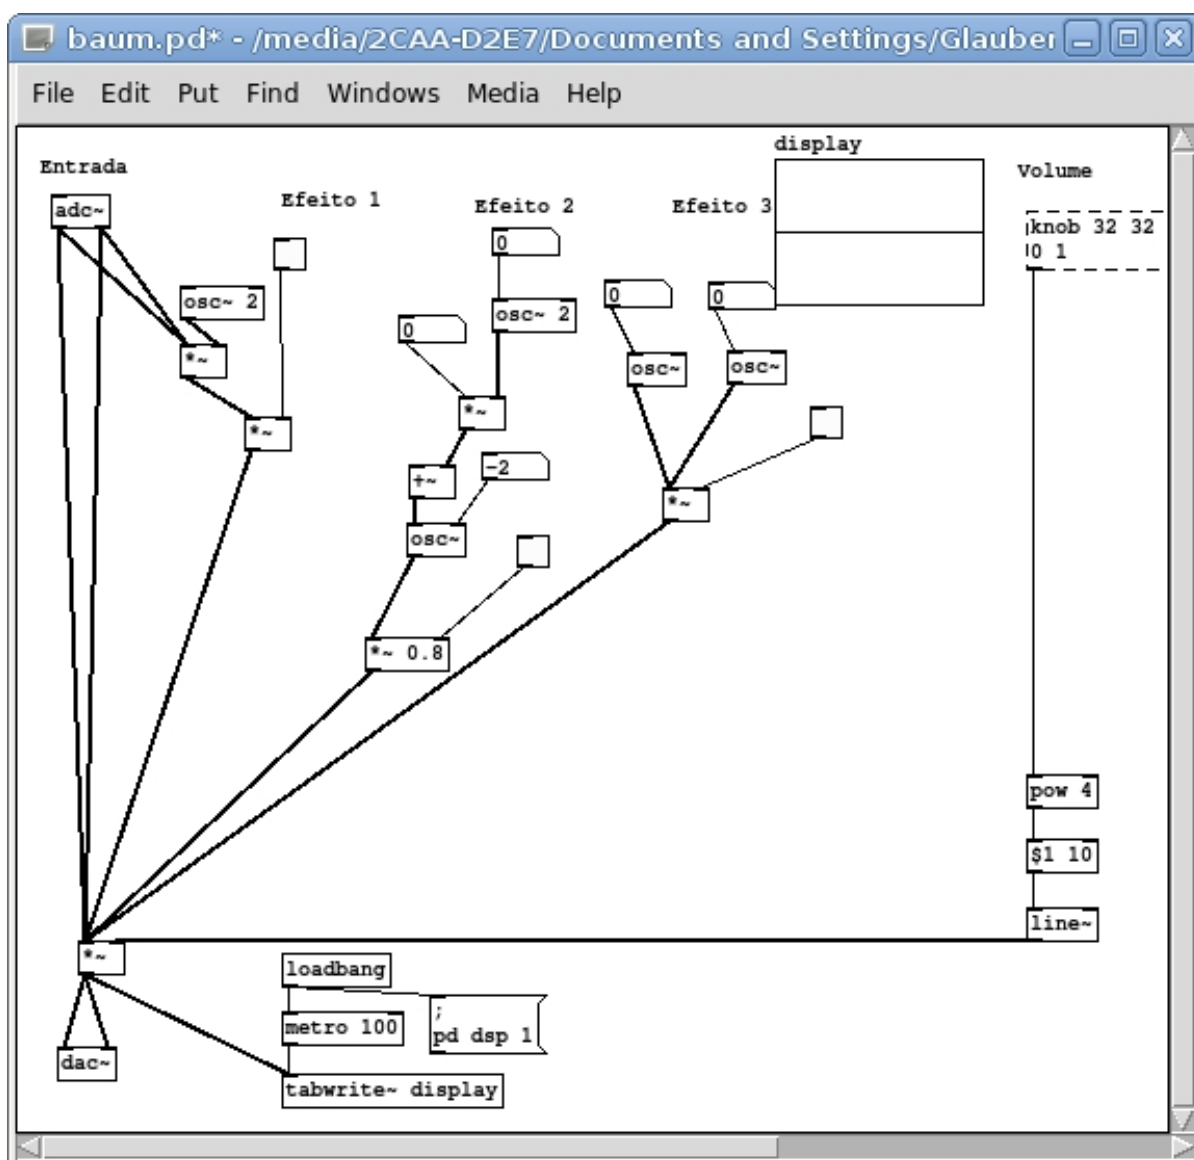 baum.pd* - /media/2CAA-D2E7/Documents and Settings/Glauber
File Edit Put Find Windows Media Help
display
Entrada
Volume
Efeito 1
Efeito 2
Efeito 3
adc~
knob 32 32
0 1
0
osc~ 2
0
0
osc~ 2
0
*~
osc~
osc~
*~
*~
+~
-2
*~
osc~
*~ 0.8
pow 4
$1 10
line~
*~
loadbang
;
pd dsp 1
metro 100
dac~
tabwrite~ display